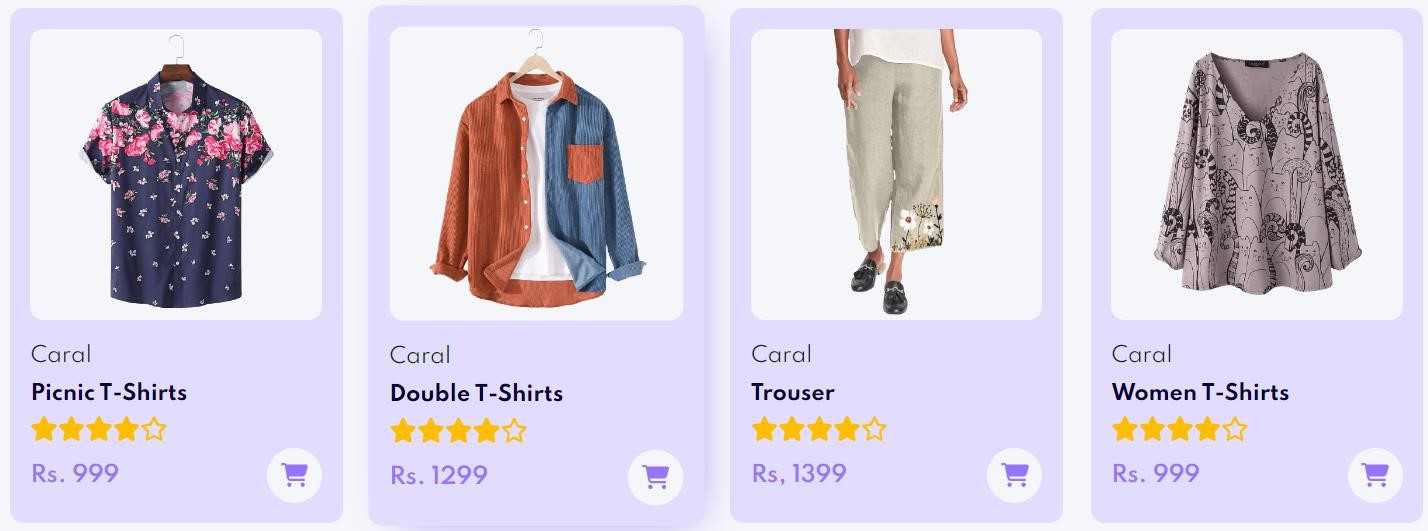 Caral
Picnic T-Shirts
Rs. 999
Caral
Double T-Shirts
Rs. 1299
Caral
Trouser
Rs, 1399
Caral
Women T-Shirts
Rs. 999